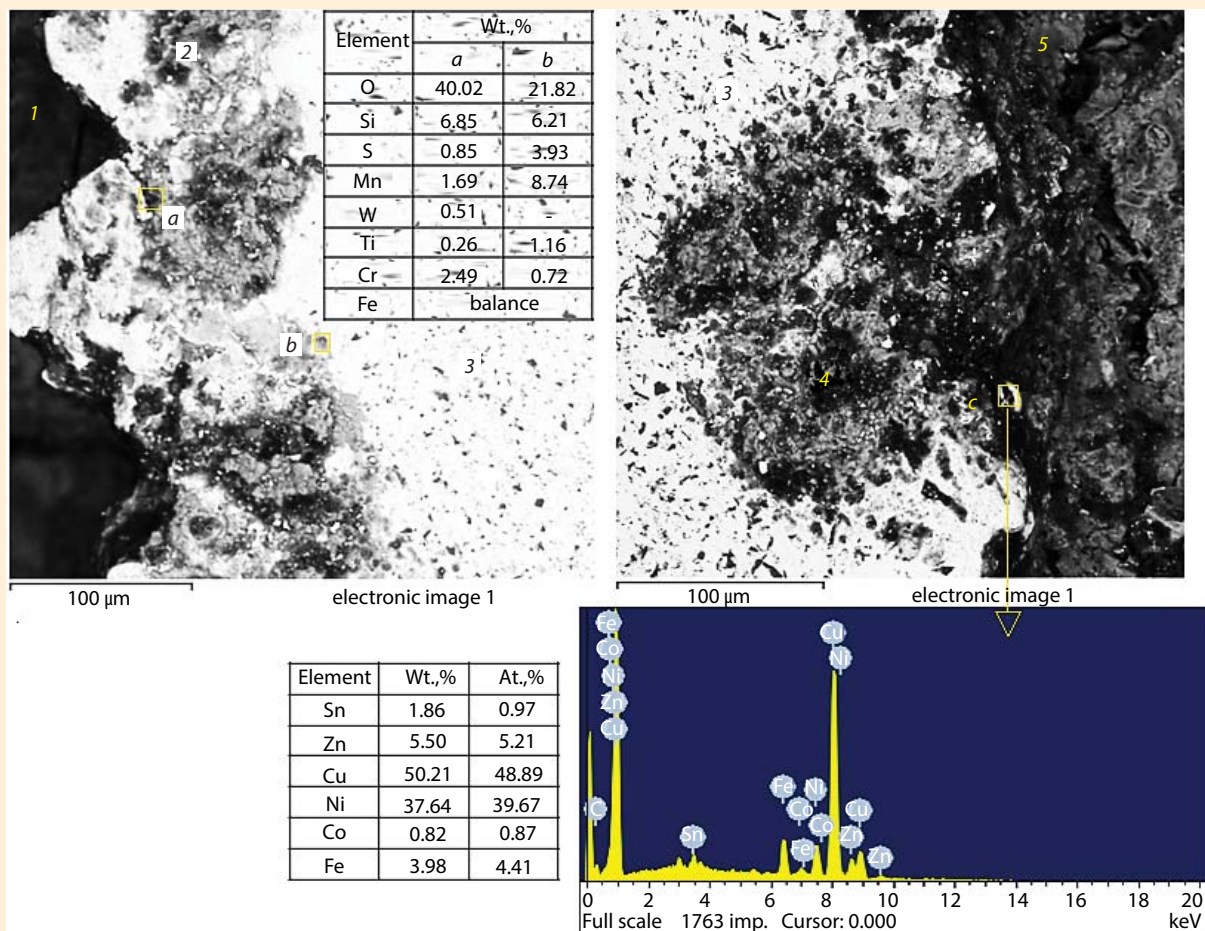 1
2
a
b
3
Element Wt.,%
a b
O 40.02 21.82
Si 6.85 6.21
S 0.85 3.93
Mn 1.69 8.74
W 0.51 -
Ti 0.26 1.16
Cr 2.49 0.72
Fe balance
100 µm electronic image 1
3
5
4
c
100 µm electronic image 1
Element Wt.,% At.,%
Sn 1.86 0.97
Zn 5.50 5.21
Cu 50.21 48.89
Ni 37.64 39.67
Co 0.82 0.87
Fe 3.98 4.41
Fe
Co
Ni
Zn
Cu
C
Sn
Fe
Co
Fe
Ni
Co
Cu
Ni
Zn
Cu
Zn
0 2 4 6 8 10 12 14 16 18 20
Full scale 1763 imp. Cursor: 0.000 keV